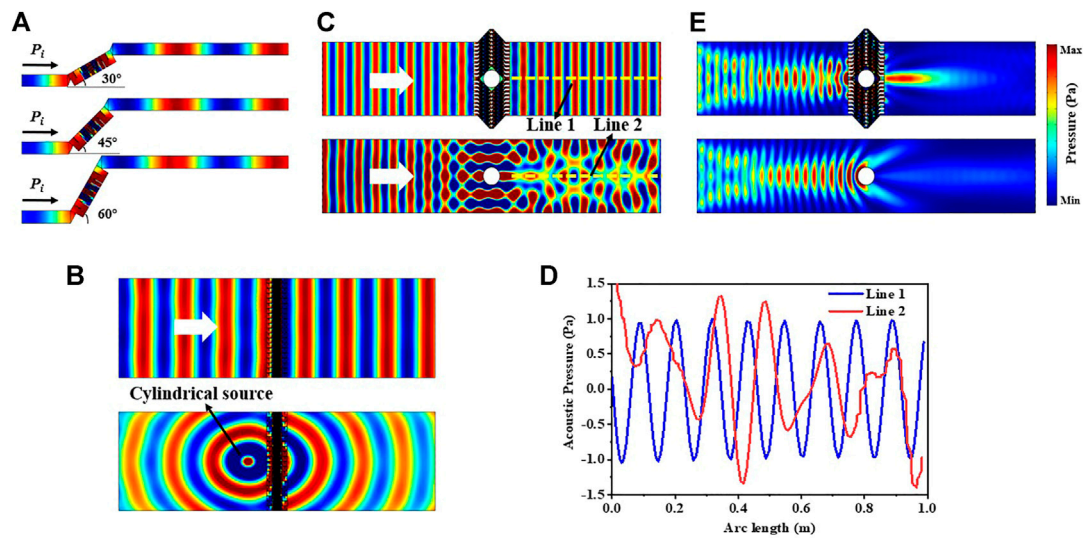 A
Pi
30°
Pi
45°
Pi
60°
B
Cylindrical source
C
Line 1
Line 2
E
Max
Pressure (Pa)
Min
D
1.5
1.0
0.5
0.0
-0.5
-1.0
-1.5
Acoustic Pressure (Pa)
Line 1
Line 2
0.0 0.2 0.4 0.6 0.8 1.0
Arc length (m)